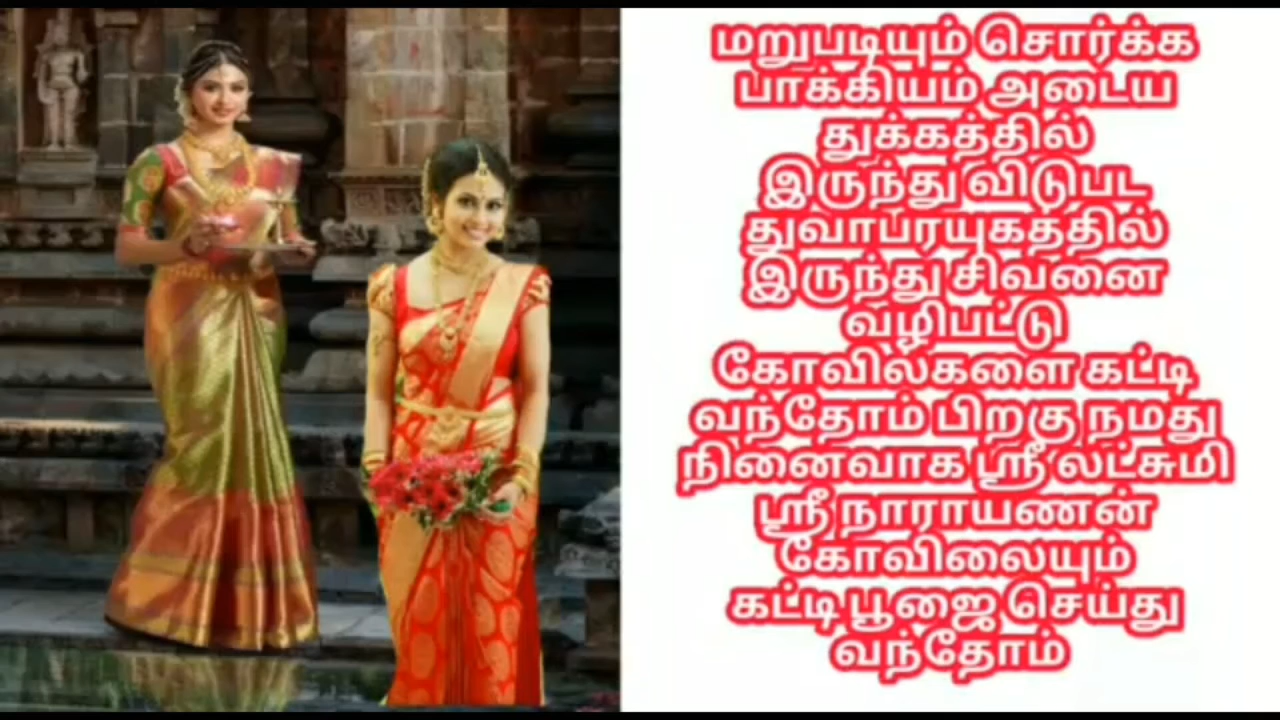 மறுபடியும் சொர்க்க
பாக்கியம் அடைய
துக்கத்தில்
இருந்து விடுபட
துவாபரயுகத்தில்
இருந்து சிவனை
வழிபட்டு
கோவில்களை கட்டி
வந்தோம் பிறகு நமது
நினைவாக ஸ்ரீ லட்சுமி
ஸ்ரீ நாராயணன்
கோவிலையும்
கட்டி பூஜை செய்து
வந்தோம்